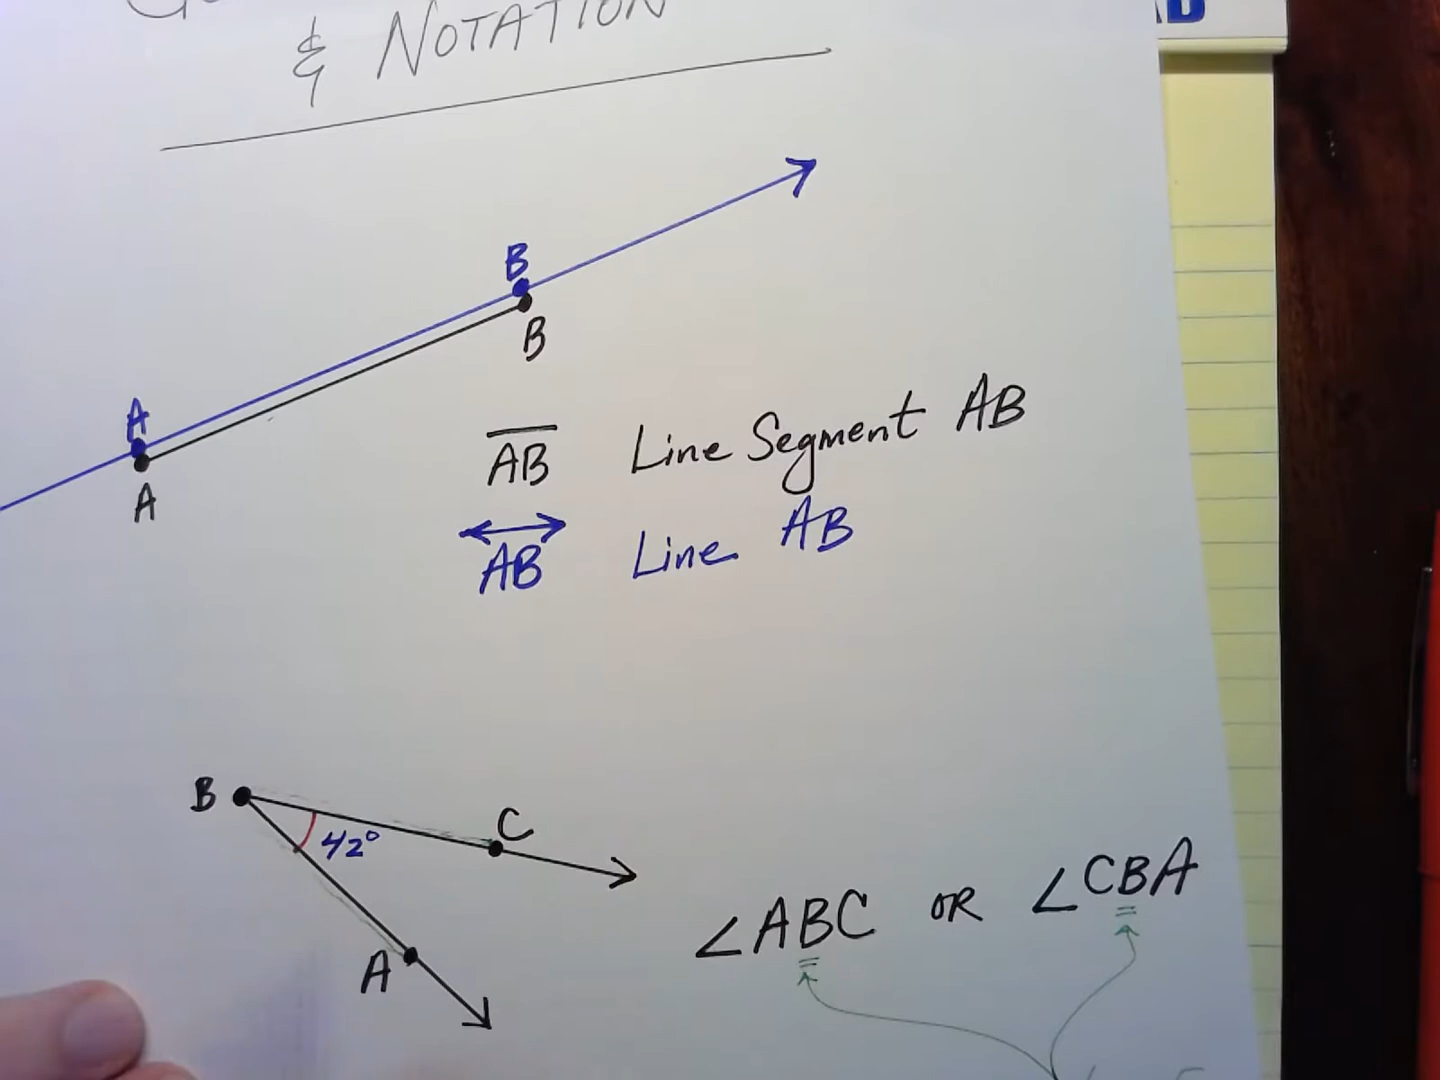 & NOTATION
B
B
A
A
AB Line Segment AB
AB Line AB
B
C
42°
A
∠ABC OR ∠CBA